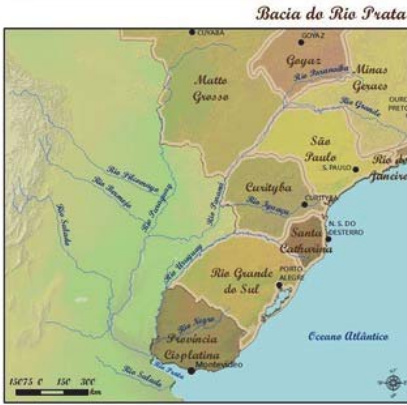 Bacia do Rio Prata
CUYABÁ
GOYAZ
Goyaz
Matto
Grosso
Rio Paranaiba
Minas
Geraes
Rio Grande
OURO
PRETO
São
Paulo
S. PAULO
Rio de
Janeiro
Rio Pilcomayo
Rio Bermejo
Rio Paraguay
Rio Paraná
Curityba
CURITYBA
Rio Iguaçu
Rio Salado
Santa
Catharina
N. S. DO
DESTERRO
Rio Uruguay
Rio Grande
do Sul
PORTO
ALEGRE
Oceano Atlântico
Rio Negro
Província
Cisplatina
Montevideo
Rio Prata
Rio Salado
15075 0 150 300
km